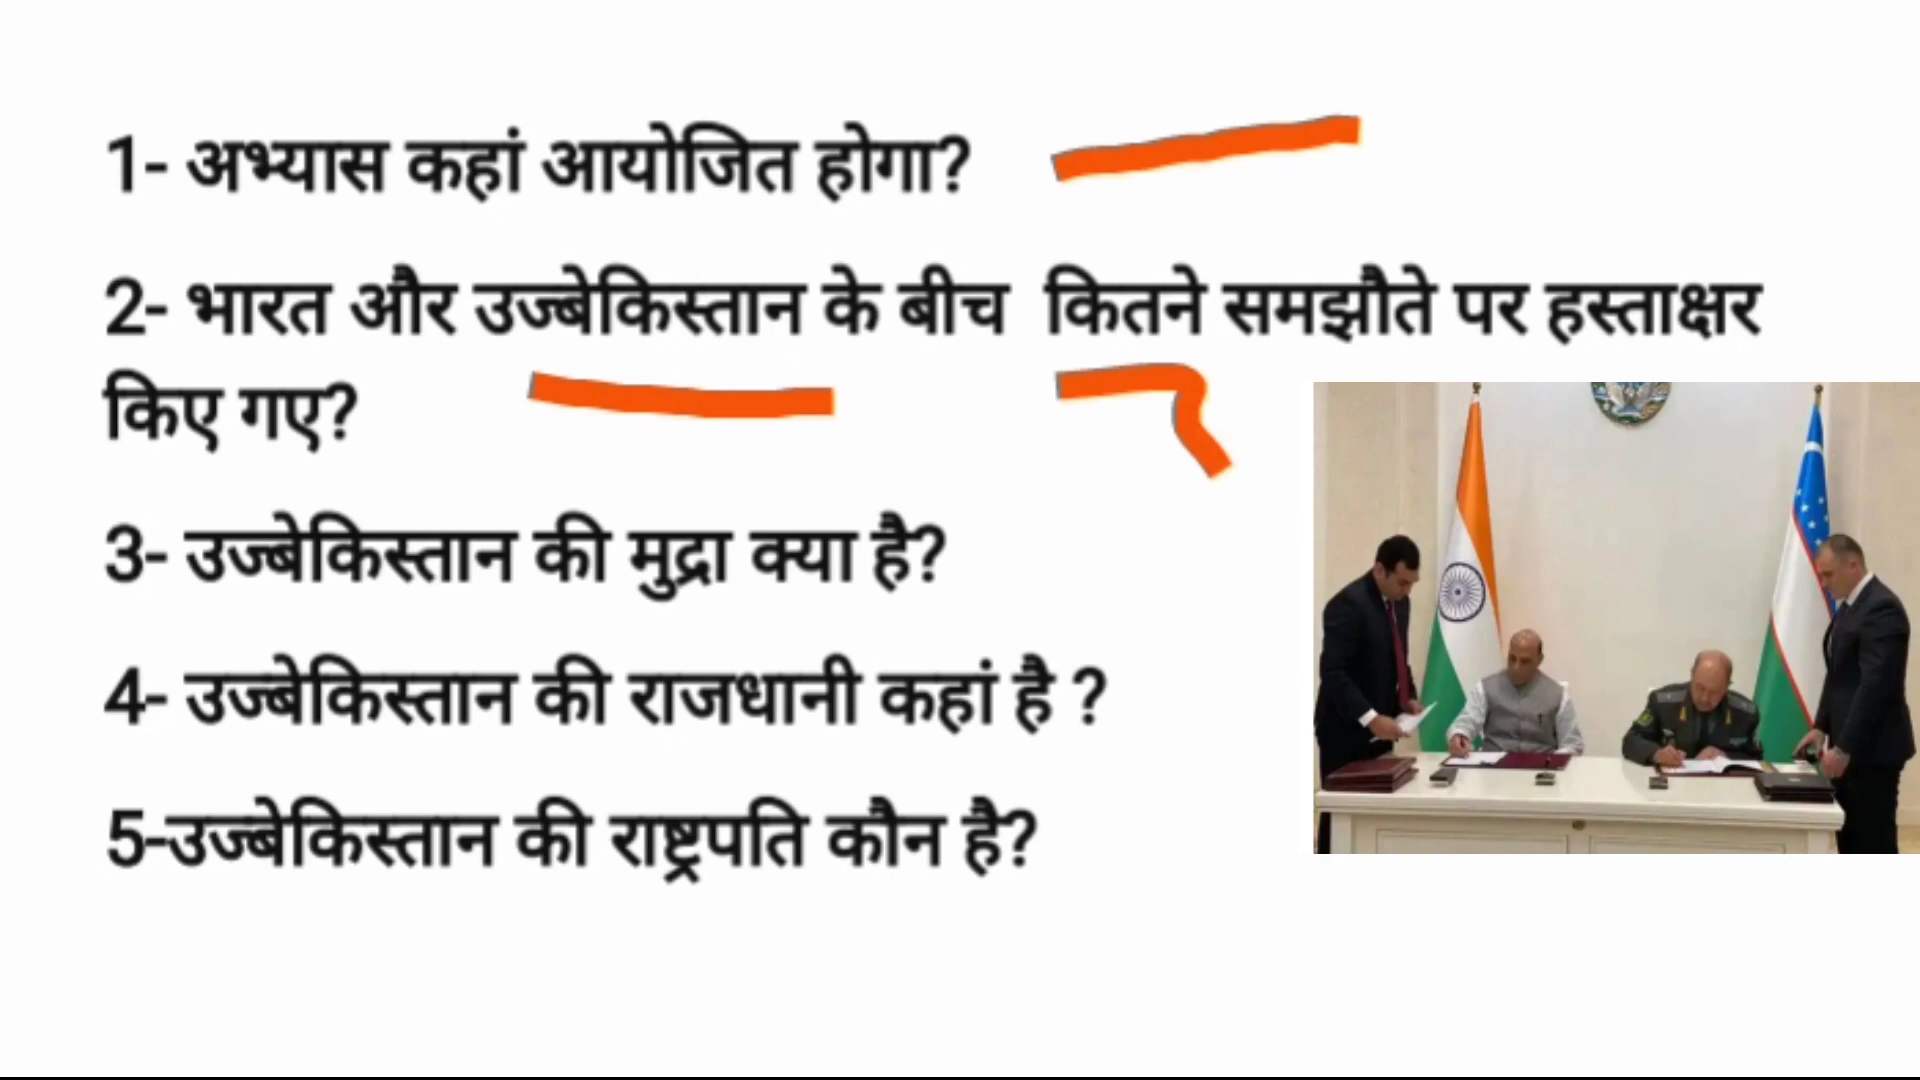 1- अभ्यास कहां आयोजित होगा?
2- भारत और उज्बेकिस्तान के बीच कितने समझौते पर हस्ताक्षर
किए गए?
3- उज्बेकिस्तान की मुद्रा क्या है?
4- उज्बेकिस्तान की राजधानी कहां है ?
5-उज्बेकिस्तान की राष्ट्रपति कौन है?